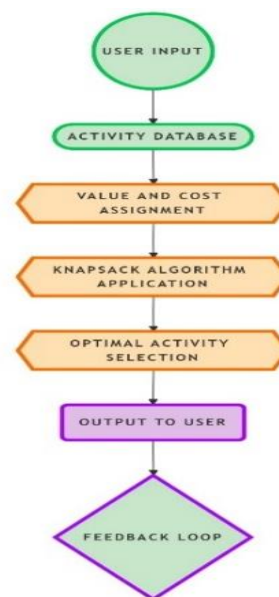 USER INPUT
ACTIVITY DATABASE
VALUE AND COST
ASSIGNMENT
KNAPSACK ALGORITHM
APPLICATION
OPTIMAL ACTIVITY
SELECTION
OUTPUT TO USER
FEEDBACK LOOP